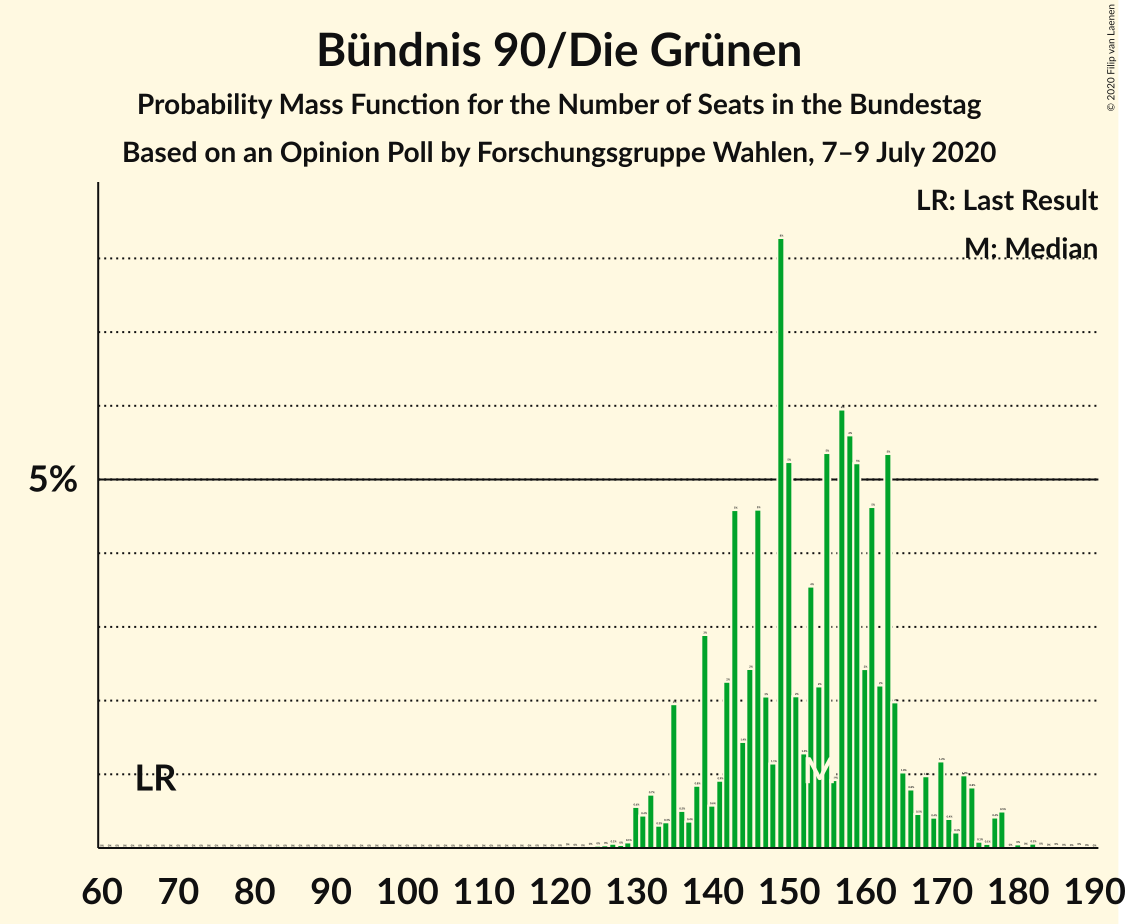 Bündnis 90/Die Grünen
Probability Mass Function for the Number of Seats in the Bundestag
Based on an Opinion Poll by Forschungsgruppe Wahlen, 7–9 July 2020
© 2020 Filip van Laenen
LR: Last Result
M: Median
5%
LR
M
60 70 80 90 100 110 120 130 140 150 160 170 180 190